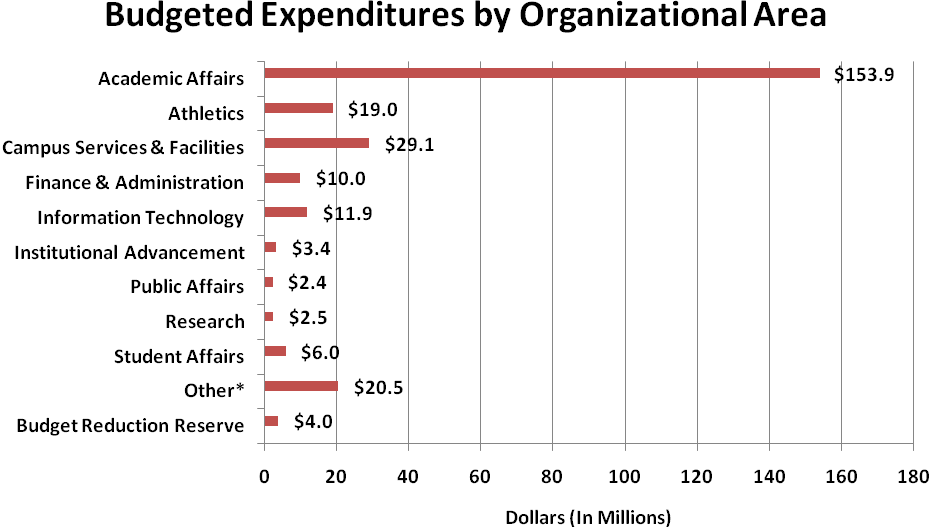 Budgeted Expenditures by Organizational Area
Academic Affairs $153.9
Athletics $19.0
Campus Services & Facilities $29.1
Finance & Administration $10.0
Information Technology $11.9
Institutional Advancement $3.4
Public Affairs $2.4
Research $2.5
Student Affairs $6.0
Other* $20.5
Budget Reduction Reserve $4.0
0 20 40 60 80 100 120 140 160 180
Dollars (In Millions)